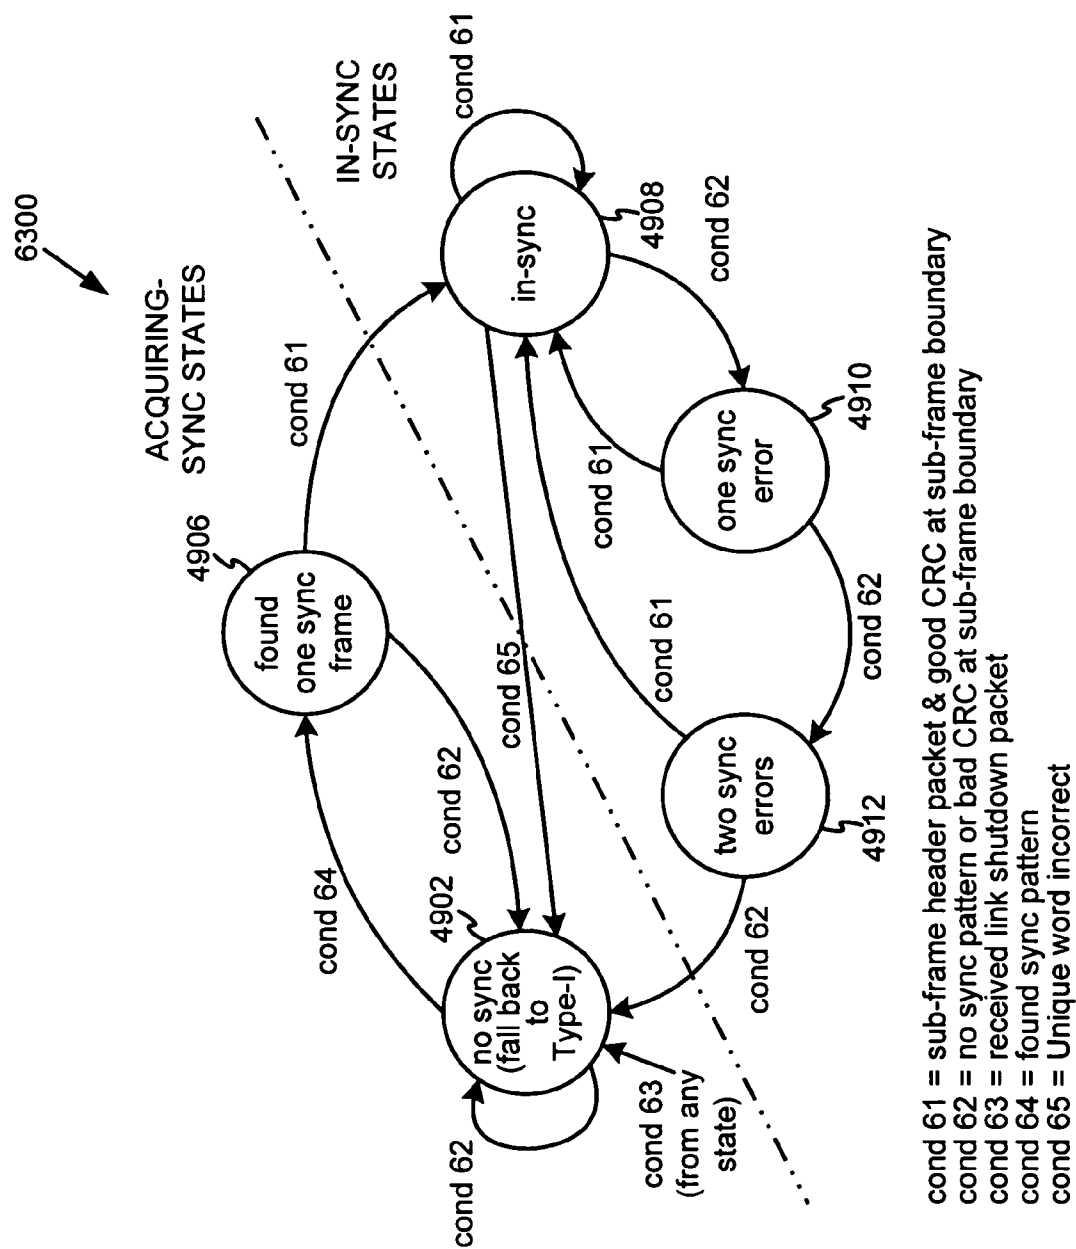 6300
ACQUIRING-
SYNC STATES
IN-SYNC
STATES
4906
found
one sync
frame
cond 61
cond 61
cond 64
cond 62
cond 65
4902
no sync
(fall back
to
Type-I)
cond 62
cond 63
(from any
state)
in-sync
4908
cond 62
cond 61
cond 61
one sync
error
4910
cond 62
two sync
errors
4912
cond 62
cond 61 = sub-frame header packet & good CRC at sub-frame boundary
cond 62 = no sync pattern or bad CRC at sub-frame boundary
cond 63 = received link shutdown packet
cond 64 = found sync pattern
cond 65 = Unique word incorrect